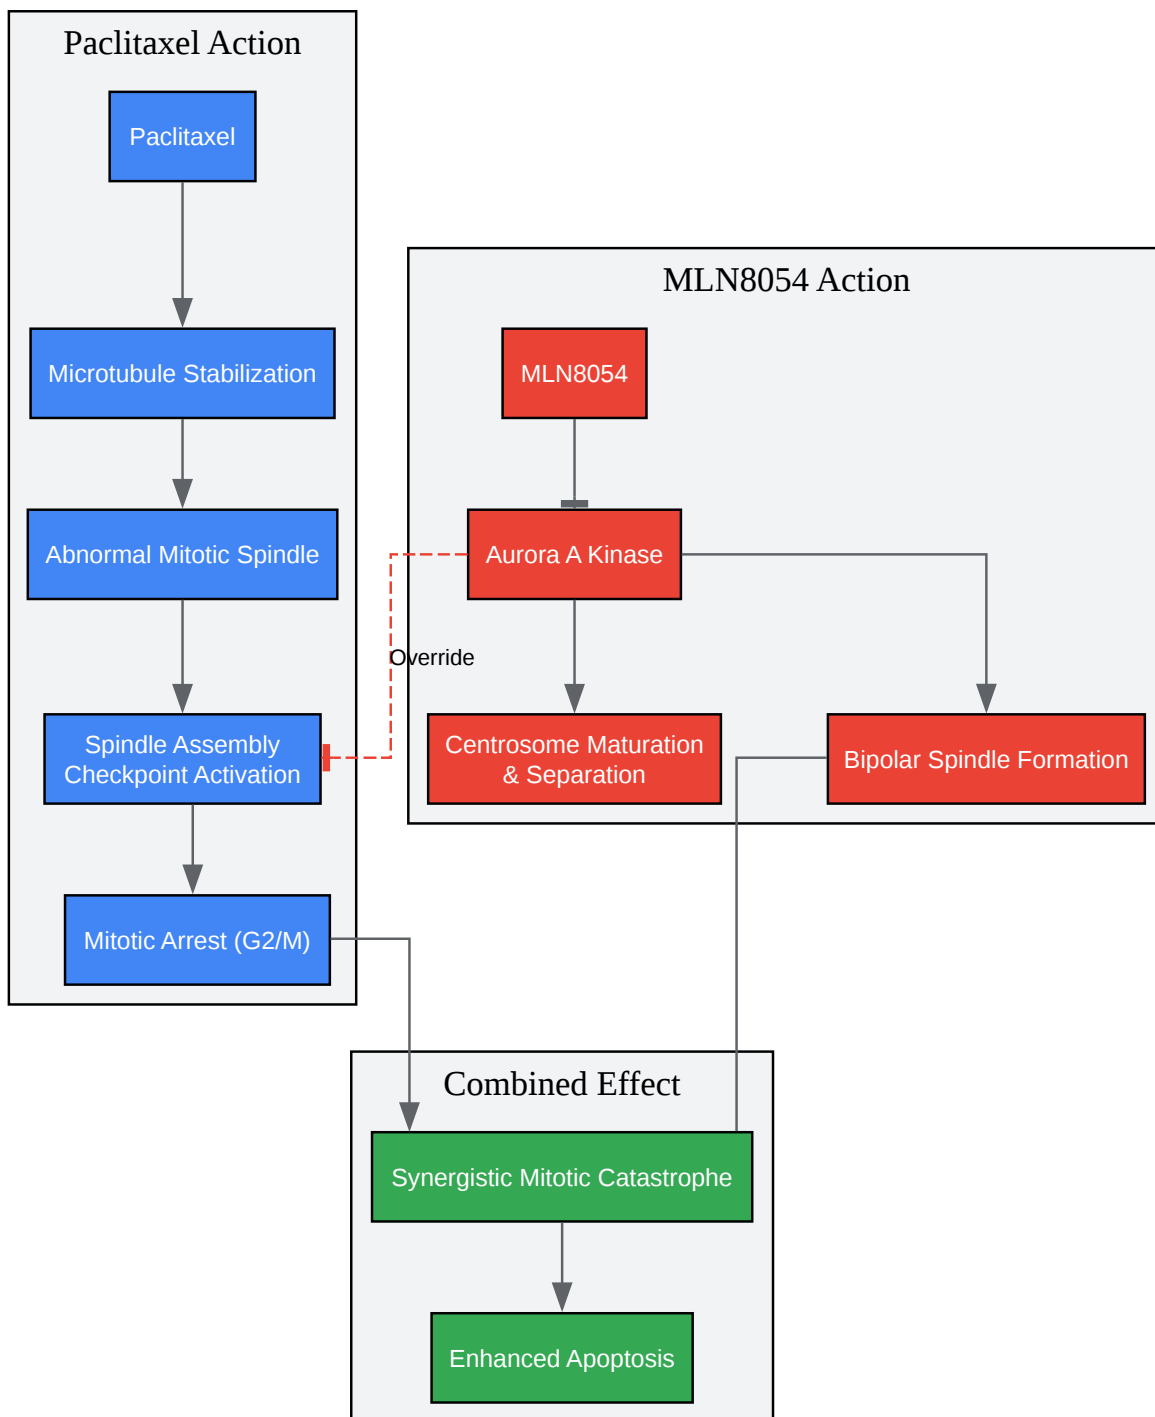 Paclitaxel Action
Paclitaxel
Microtubule Stabilization
Abnormal Mitotic Spindle
Spindle Assembly
Checkpoint Activation
Mitotic Arrest (G2/M)
MLN8054 Action
MLN8054
Aurora A Kinase
Override
Centrosome Maturation
& Separation
Bipolar Spindle Formation
Combined Effect
Synergistic Mitotic Catastrophe
Enhanced Apoptosis